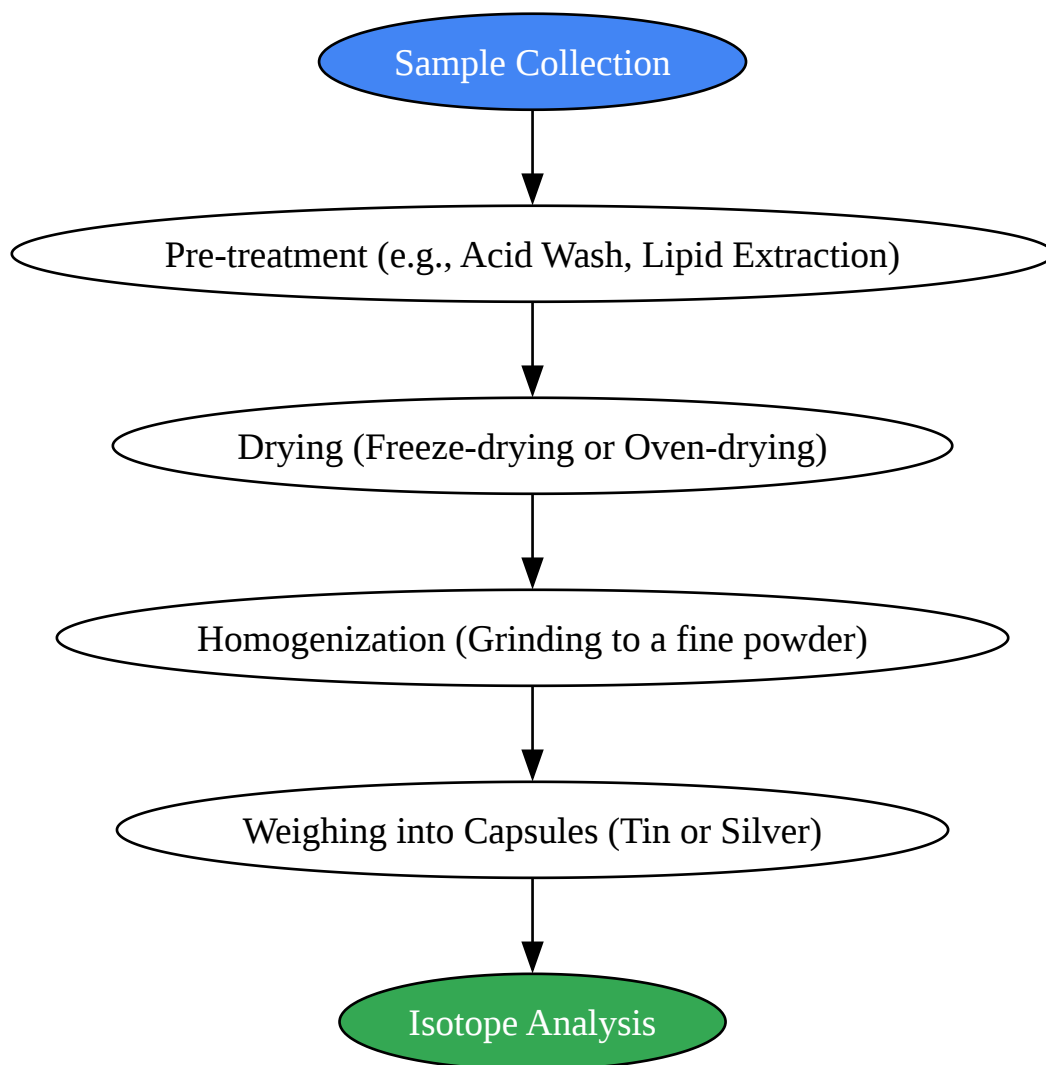 Sample Collection
Pre-treatment (e.g., Acid Wash, Lipid Extraction)
Drying (Freeze-drying or Oven-drying)
Homogenization (Grinding to a fine powder)
Weighing into Capsules (Tin or Silver)
Isotope Analysis